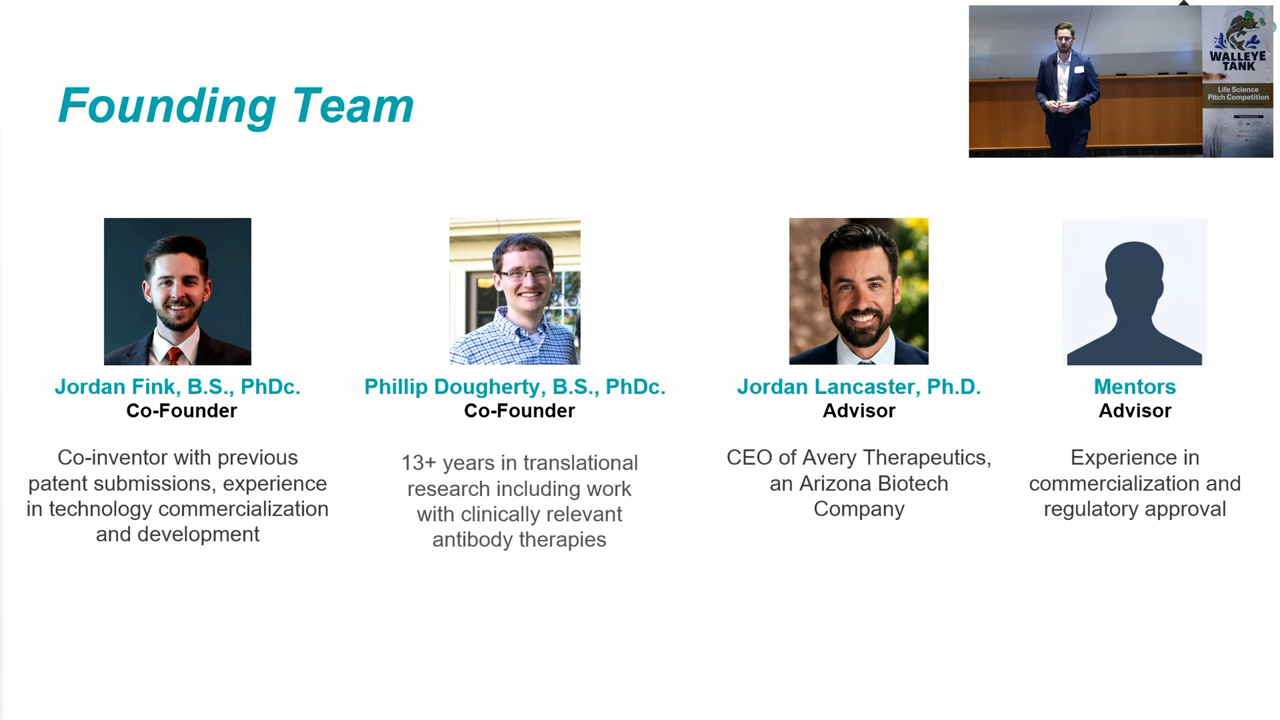 Founding Team
WALLEYE
TANK
Life Science
Pitch Competition
Jordan Fink, B.S., PhDc.
Co-Founder
Co-inventor with previous
patent submissions, experience
in technology commercialization
and development
Phillip Dougherty, B.S., PhDc.
Co-Founder
13+ years in translational
research including work
with clinically relevant
antibody therapies
Jordan Lancaster, Ph.D.
Advisor
CEO of Avery Therapeutics,
an Arizona Biotech
Company
Mentors
Advisor
Experience in
commercialization and
regulatory approval